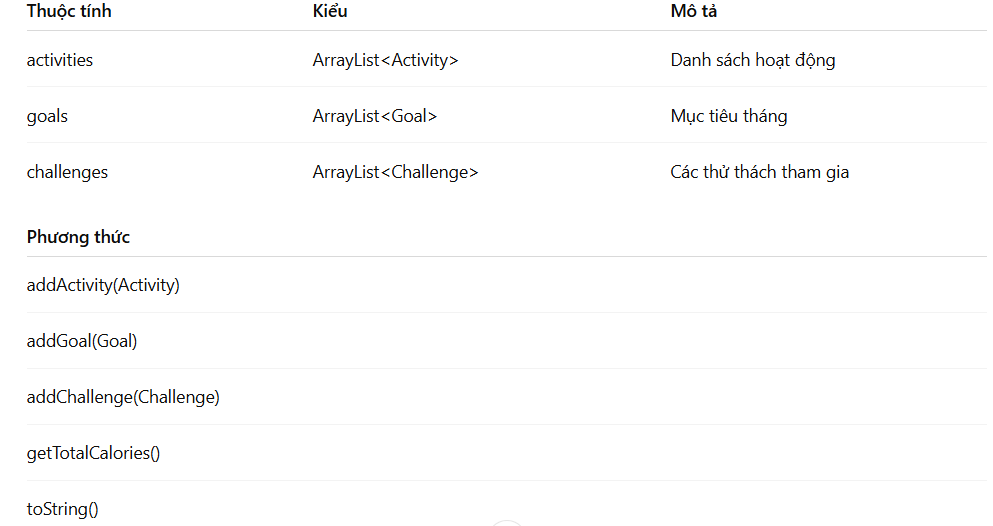 Thuộc tính Kiểu Mô tả
activities ArrayList<Activity> Danh sách hoạt động
goals ArrayList<Goal> Mục tiêu tháng
challenges ArrayList<Challenge> Các thử thách tham gia
Phương thức
addActivity(Activity)
addGoal(Goal)
addChallenge(Challenge)
getTotalCalories()
toString()